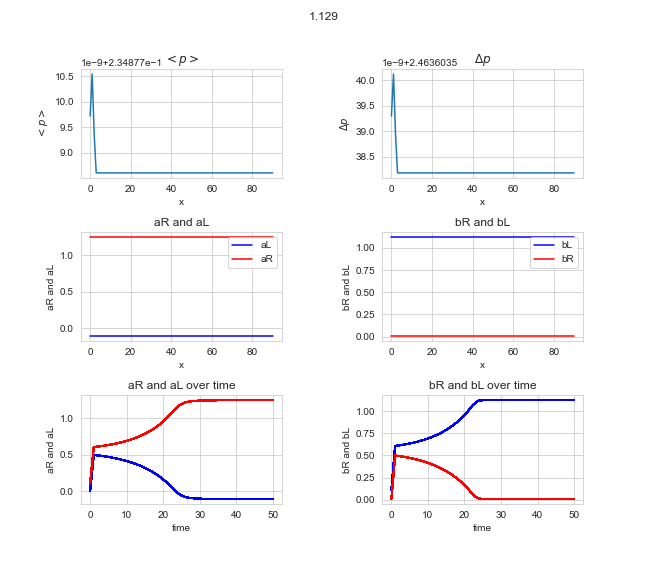 1.129
<p>
Δp
1e−9+2.34877e−1
1e−9+2.4636035
10.5
10.0
9.5
9.0
<p>
0 20 40 60 80
x
40.0
39.5
39.0
38.5
Δp
0 20 40 60 80
x
aR and aL
bR and bL
1.0
0.5
0.0
aR and aL
aL
aR
0 20 40 60 80
x
1.00
0.75
0.50
0.25
0.00
bR and bL
bL
bR
0 20 40 60 80
x
aR and aL over time
bR and bL over time
1.0
0.5
0.0
aR and aL
0 10 20 30 40 50
time
1.00
0.75
0.50
0.25
0.00
bR and bL
0 10 20 30 40 50
time